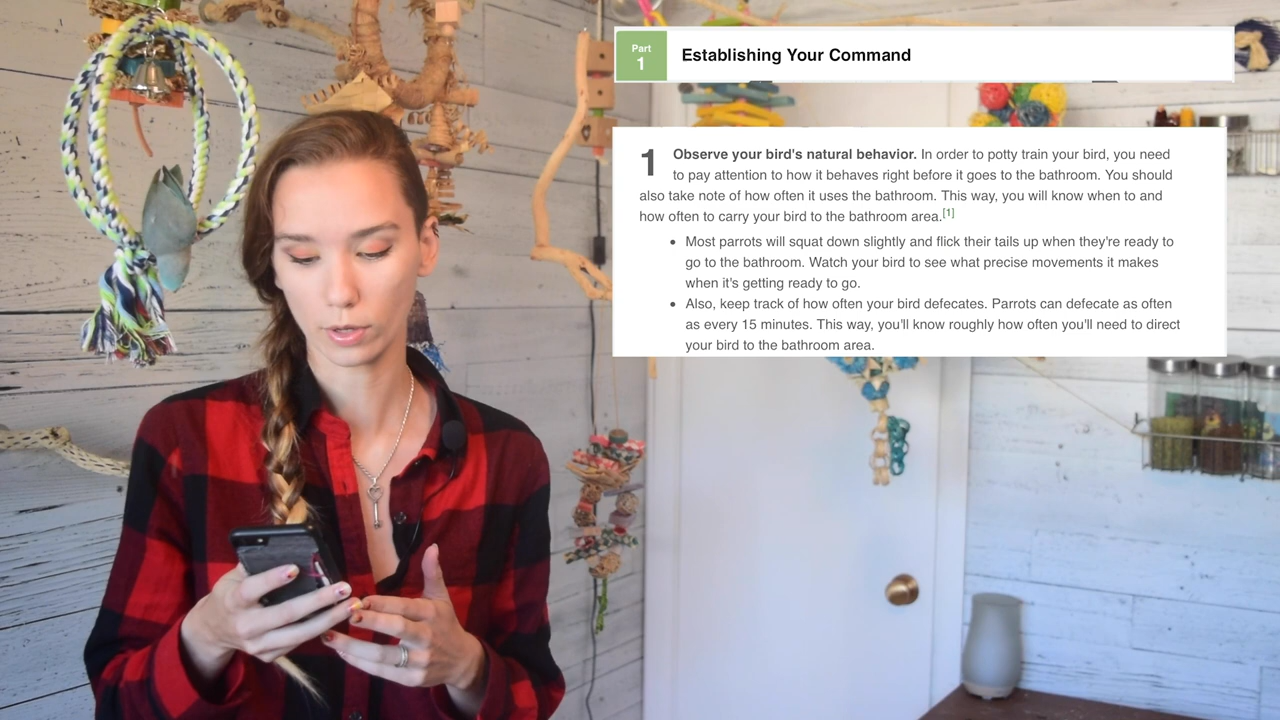 Part
1
Establishing Your Command
1
Observe your bird's natural behavior. In order to potty train your bird, you need
to pay attention to how it behaves right before it goes to the bathroom. You should
also take note of how often it uses the bathroom. This way, you will know when to and
how often to carry your bird to the bathroom area.[1]
• Most parrots will squat down slightly and flick their tails up when they're ready to
go to the bathroom. Watch your bird to see what precise movements it makes
when it's getting ready to go.
• Also, keep track of how often your bird defecates. Parrots can defecate as often
as every 15 minutes. This way, you'll know roughly how often you'll need to direct
your bird to the bathroom area.